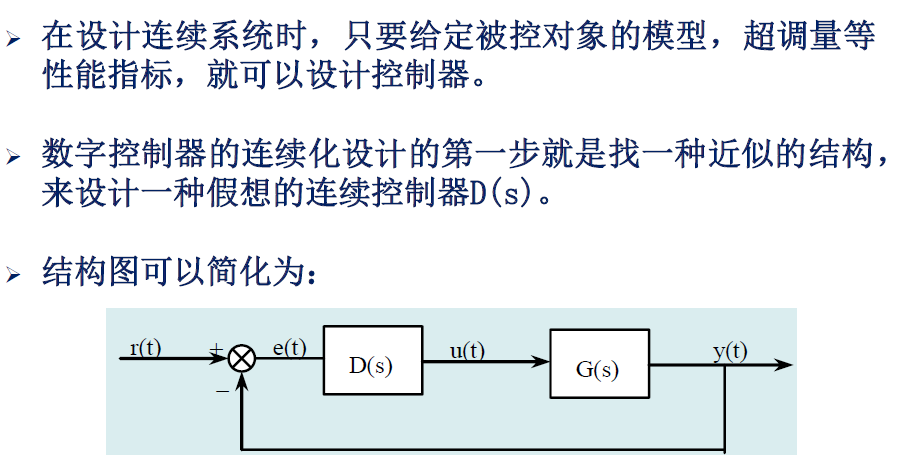 在设计连续系统时，只要给定被控对象的模型，超调量等
性能指标，就可以设计控制器。
数字控制器的连续化设计的第一步就是找一种近似的结构，
来设计一种假想的连续控制器D(s)。
结构图可以简化为：
r(t)
+
−
e(t)
D(s)
u(t)
G(s)
y(t)